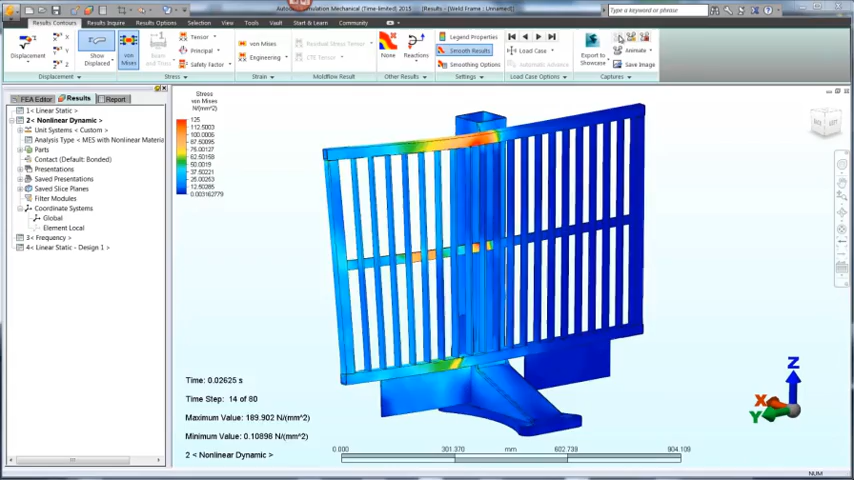 Autodesk Simulation Mechanical (Time-limited) 2015 - [Results - (Weld Frame : Unnamed)]
Type a keyword or phrase
Results Contours Results Inquire Results Options Selection View Tools Vault Start & Learn Community
Displacement
X
Y
Z
Displacement
Show Displaced
von Mises
Beam and Truss
Tensor
Principal
Safety Factor
Stress
von Mises
Engineering
Strain
Residual Stress Tensor
CTE Tensor
Moldflow Result
None
Reactions
Other Results
Legend Properties
Smooth Results
Smoothing Options
Settings
Load Case
Automatic Advance
Load Case Options
Export to Showcase
Animate
Save Image
Captures
FEA Editor Results Report
1< Linear Static >
2< Nonlinear Dynamic >
Unit Systems < Custom >
Analysis Type < MES with Nonlinear Materia
Parts
Contact (Default: Bonded)
Presentations
Saved Presentations
Saved Slice Planes
Filter Modules
Coordinate Systems
Global
Element Local
3< Frequency >
4< Linear Static - Design 1 >
Stress
von Mises
N/(mm^2)
125
112.5003
100.0006
87.50095
75.00127
62.50158
50.0019
37.50221
25.00253
12.50285
0.003162779
Time: 0.02625 s
Time Step: 14 of 80
Maximum Value: 189.902 N/(mm^2)
Minimum Value: 0.10898 N/(mm^2)
2 < Nonlinear Dynamic >
0.000 301.370 mm 602.739 904.109
Z
X
Y
NUM